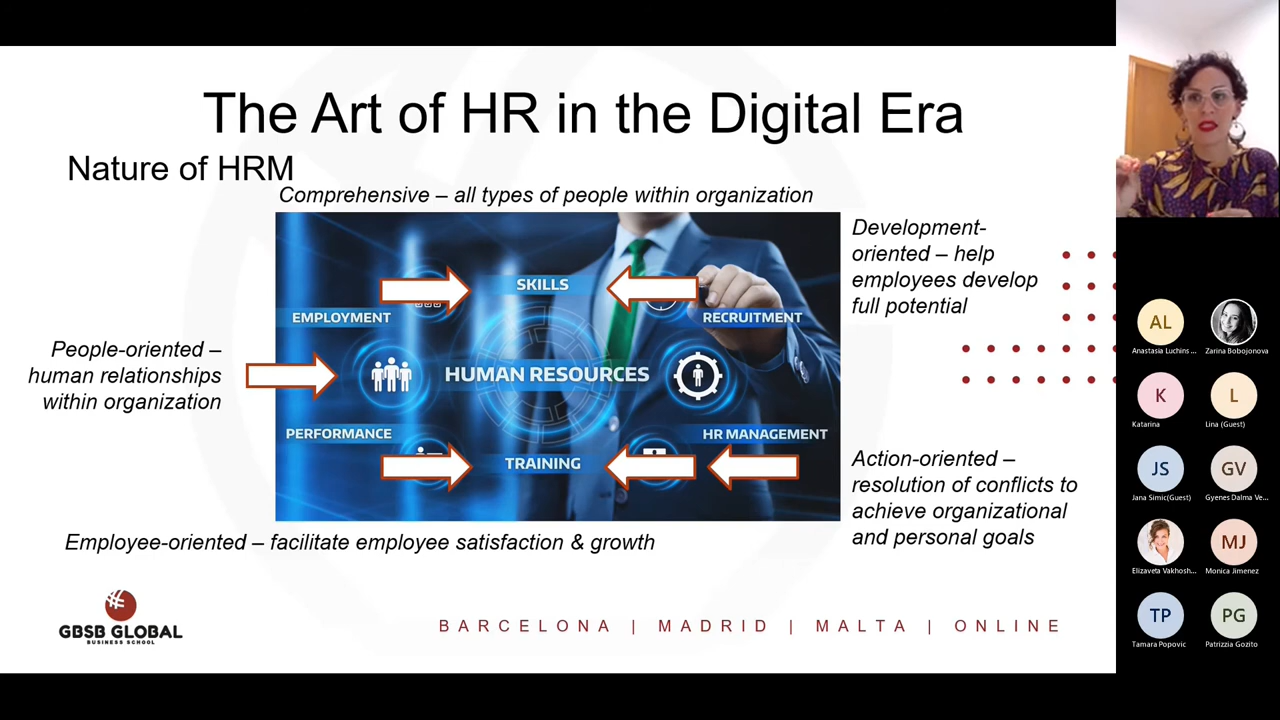 The Art of HR in the Digital Era
Nature of HRM
Comprehensive – all types of people within organization
Development-
oriented – help
employees develop
full potential
SKILLS
EMPLOYMENT
RECRUITMENT
People-oriented –
human relationships
within organization
HUMAN RESOURCES
PERFORMANCE
HR MANAGEMENT
TRAINING
Action-oriented –
resolution of conflicts to
achieve organizational
and personal goals
Employee-oriented – facilitate employee satisfaction & growth
GBSB GLOBAL
BUSINESS SCHOOL
BARCELONA | MADRID | MALTA | ONLINE
AL
Anastasia Luchins...
Zarina Bobojonova
K
L
Katarina
Lina (Guest)
JS
GV
Jana Simic(Guest)
Gyenes Dalma Ve...
MJ
Elizaveta Vakhosh...
Monica Jimenez
TP
PG
Tamara Popovic
Patrizzia Gozito